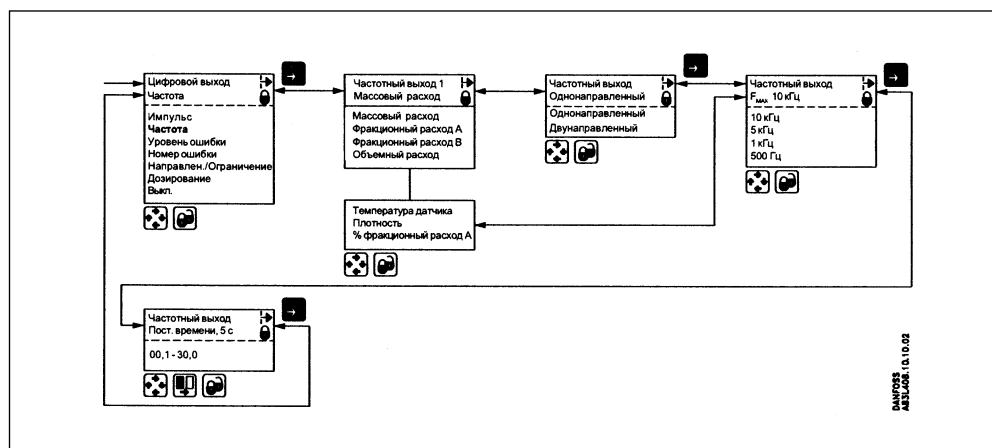 Цифровой выход
Частота
Импульс
Частота
Уровень ошибки
Номер ошибки
Направлен./Ограничение
Дозирование
Выкл.
Частотный выход 1
Массовый расход
Массовый расход
Фракционный расход А
Фракционный расход В
Объемный расход
Температура датчика
Плотность
% фракционный расход А
Частотный выход
Однонаправленный
Однонаправленный
Двунаправленный
Частотный выход
FMAX 10 кГц
10 кГц
5 кГц
1 кГц
500 Гц
Частотный выход
Пост. времени, 5 с
00,1 - 30,0
DANFOSS
A83L408.10.10.02